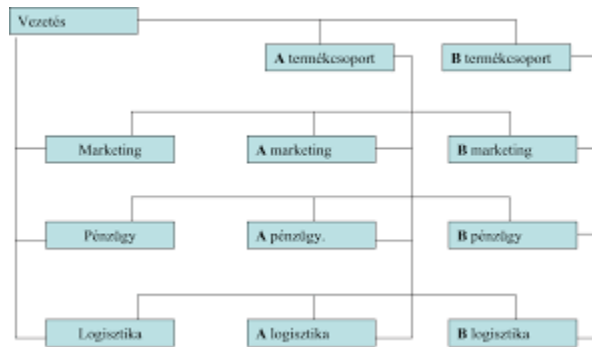 Vezetés
A termékcsoport
B termékcsoport
Marketing
A marketing
B marketing
Pénzügy
A pénzügy.
B pénzügy
Logisztika
A logisztika
B logisztika